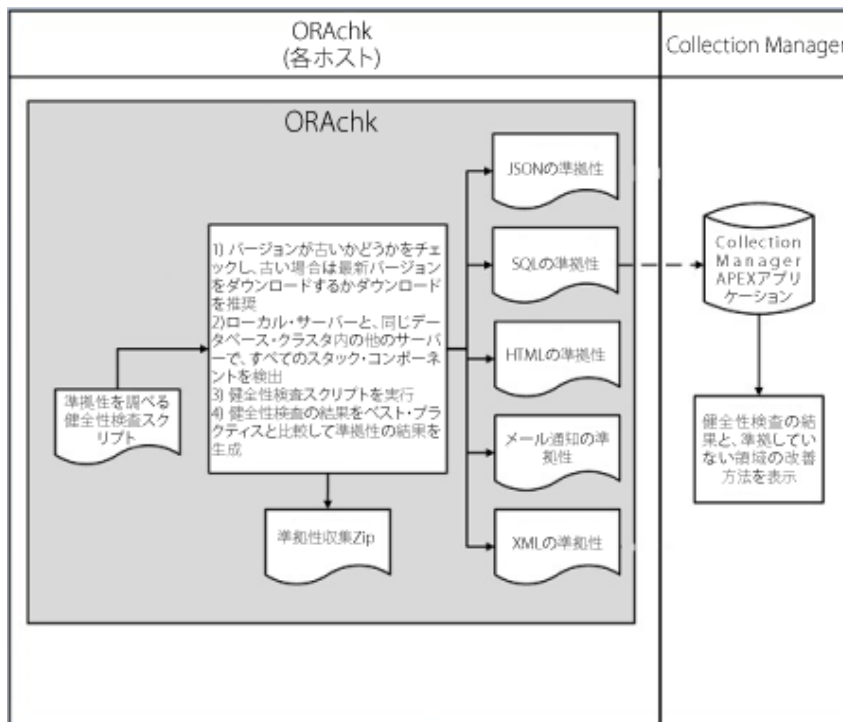 ORAchk
(各ホスト)
Collection Manager
ORAchk
準拠性を調べる
健全性検査スク
リプト
1) バージョンが古いかどうかをチェ
ックし、古い場合は最新バージョン
をダウンロードするかダウンロード
を推奨
2)ローカル・サーバーと、同じデー
タベース・クラスタ内の他のサーバ
ーで、すべてのスタック・コンポーネ
ントを検出
3) 健全性検査スクリプトを実行
4) 健全性検査の結果をベスト・プラ
クティスと比較して準拠性の結果を
生成
準拠性収集Zip
JSONの準拠性
SQLの準拠性
HTMLの準拠性
メール通知の準
拠性
XMLの準拠性
Collection
Manager
APEXアプリ
ケーション
健全性検査の結
果と、準拠してい
ない領域の改善
方法を表示